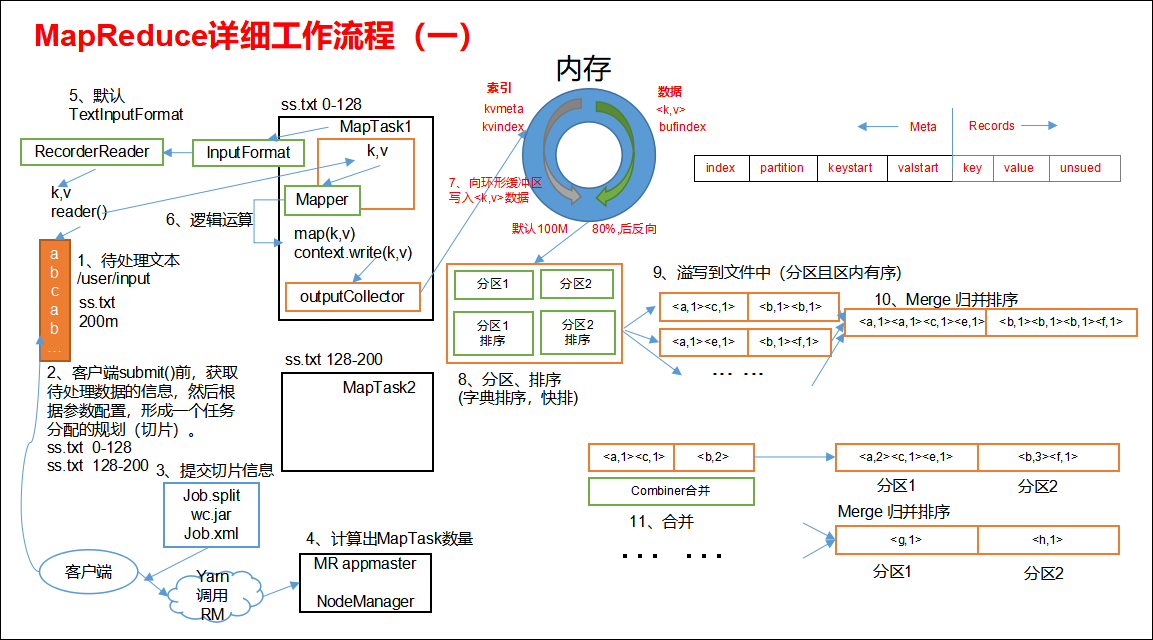 MapReduce详细工作流程（一）
5、默认
TextInputFormat
RecorderReader
InputFormat
k,v
reader()
ss.txt 0-128
MapTask1
k,v
Mapper
6、逻辑运算
map(k,v)
context.write(k,v)
outputCollector
a
b
c
a
b
...
1、待处理文本
/user/input
ss.txt
200m
2、客户端submit()前，获取
待处理数据的信息，然后根
据参数配置，形成一个任务
分配的规划（切片）。
ss.txt 0-128
ss.txt 128-200
3、提交切片信息
Job.split
wc.jar
Job.xml
客户端
Yarn
调用
RM
4、计算出MapTask数量
MR appmaster
NodeManager
ss.txt 128-200
MapTask2
内存
索引
kvmeta
kvindex
数据
<k,v>
bufindex
7、向环形缓冲区
写入<k,v>数据
默认100M
80%,后反向
Meta
Records
index
partition
keystart
valstart
key
value
unsued
分区1
分区2
分区1
排序
分区2
排序
8、分区、排序
(字典排序，快排)
9、溢写到文件中（分区且区内有序)
<a,1><c,1>
<b,1><b,1>
<a,1><e,1>
<b,1><f,1>
... ...
10、Merge 归并排序
<a,1><a,1><c,1><e,1>
<b,1><b,1><b,1><f,1>
<a,1><c,1>
<b,2>
Combiner合并
11、合并
... ...
<a,2><c,1><e,1>
<b,3><f,1>
分区1
分区2
Merge 归并排序
<g,1>
<h,1>
分区1
分区2